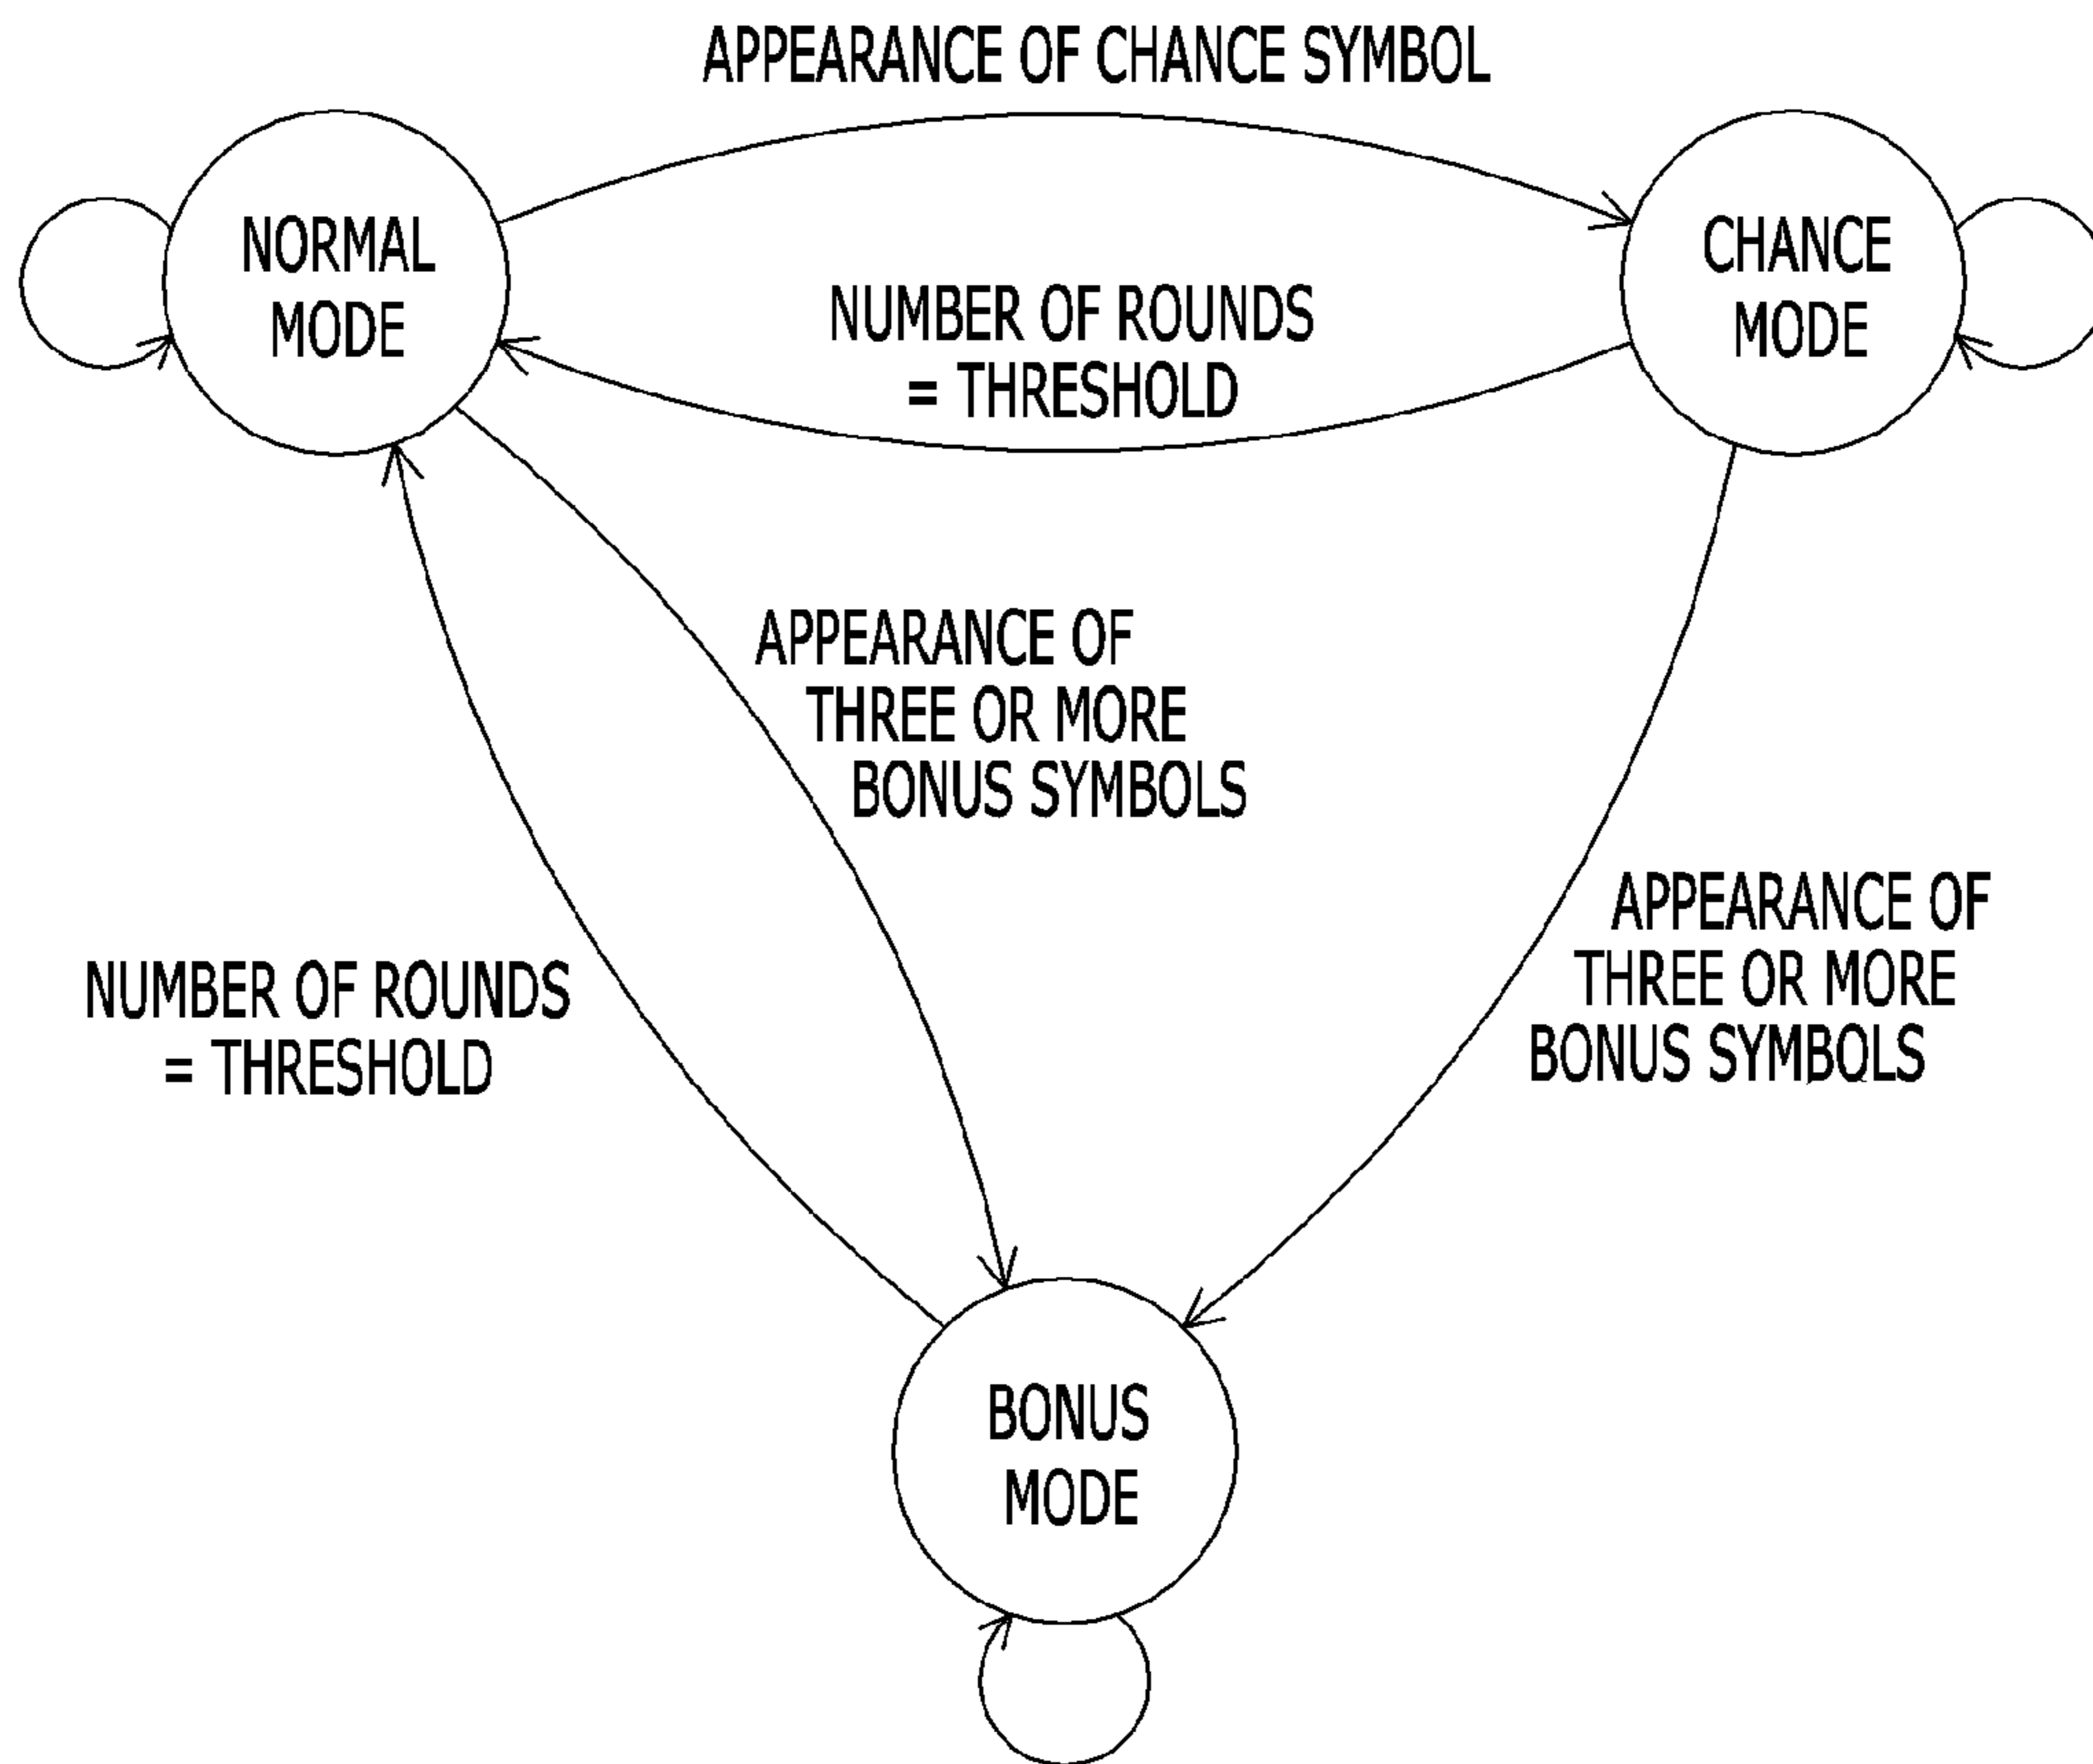 APPEARANCE OF CHANCE SYMBOL
NORMAL
MODE
CHANCE
MODE
NUMBER OF ROUNDS
= THRESHOLD
APPEARANCE OF
THREE OR MORE
BONUS SYMBOLS
APPEARANCE OF
THREE OR MORE
BONUS SYMBOLS
NUMBER OF ROUNDS
= THRESHOLD
BONUS
MODE